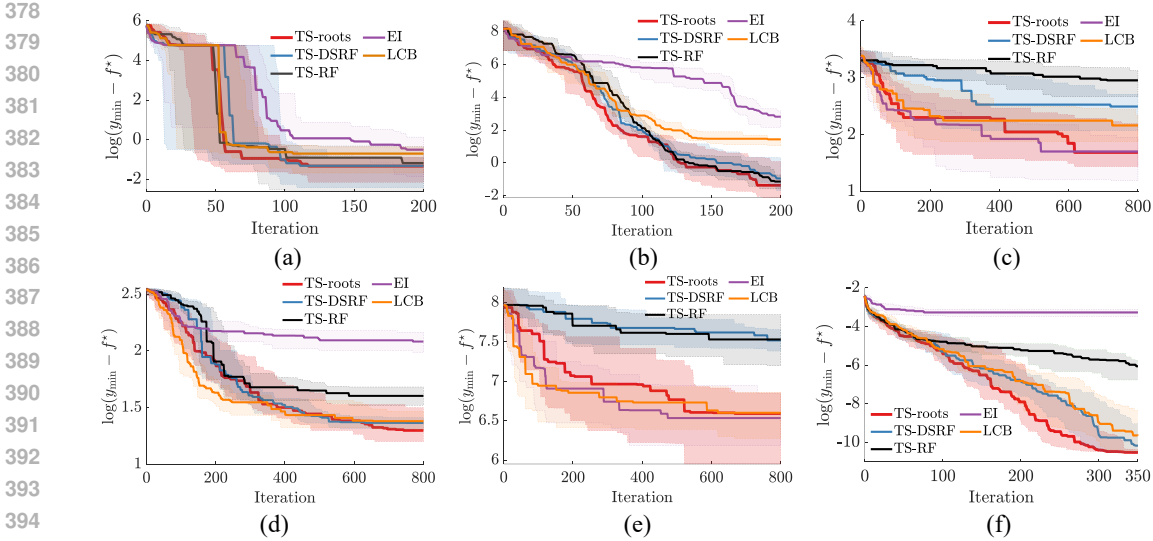 378
379
380
381
382
383
384
385
386
387
388
389
390
391
392
393
394
log(y_min − f*)
6
4
2
0
-2
0 50 100 150 200
Iteration
TS-roots EI
TS-DSRF LCB
TS-RF
(a)
log(y_min − f*)
8
6
4
2
0
-2
0 50 100 150 200
Iteration
TS-roots EI
TS-DSRF LCB
TS-RF
(b)
log(y_min − f*)
4
3
2
1
0 200 400 600 800
Iteration
TS-roots EI
TS-DSRF LCB
TS-RF
(c)
log(y_min − f*)
2.5
2
1.5
1
0 200 400 600 800
Iteration
TS-roots EI
TS-DSRF LCB
TS-RF
(d)
log(y_min − f*)
8
7.5
7
6.5
6
0 200 400 600 800
Iteration
TS-roots EI
TS-DSRF LCB
TS-RF
(e)
log(y_min − f*)
-2
-4
-6
-8
-10
0 100 200 300 350
Iteration
TS-roots EI
TS-DSRF LCB
TS-RF
(f)